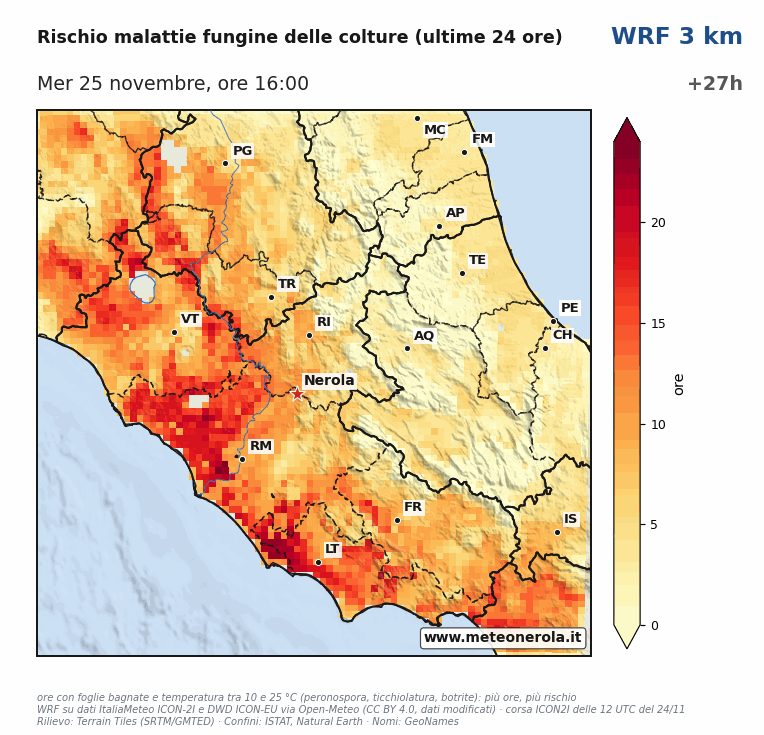 Rischio malattie fungine delle colture (ultime 24 ore)
WRF 3 km
Mer 25 novembre, ore 16:00
+27h
MC
FM
PG
AP
TE
TR
PE
VT
RI
AQ
CH
Nerola
RM
FR
IS
LT
www.meteonerola.it
20
15
10
5
0
ore
ore con foglie bagnate e temperatura tra 10 e 25 °C (peronospora, ticchiolatura, botrite): più ore, più rischio
WRF su dati ItaliaMeteo ICON-2I e DWD ICON-EU via Open-Meteo (CC BY 4.0, dati modificati) · corsa ICON2I delle 12 UTC del 24/11
Rilievo: Terrain Tiles (SRTM/GMTED) · Confini: ISTAT, Natural Earth · Nomi: GeoNames